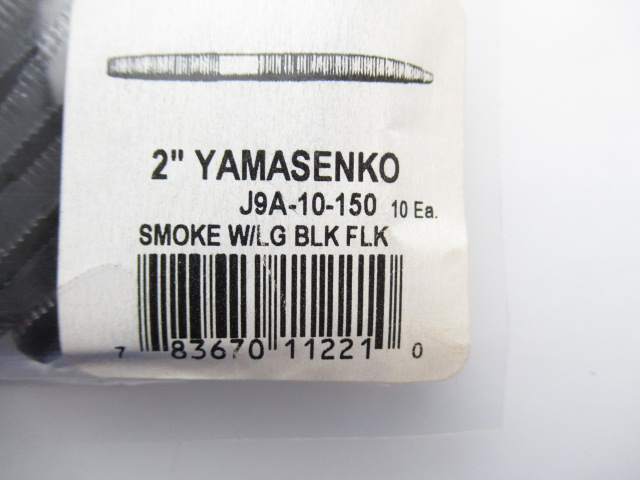 2" YAMASENKO
J9A-10-150 10 Ea.
SMOKE W/LG BLK FLK
7 83670 11221 0